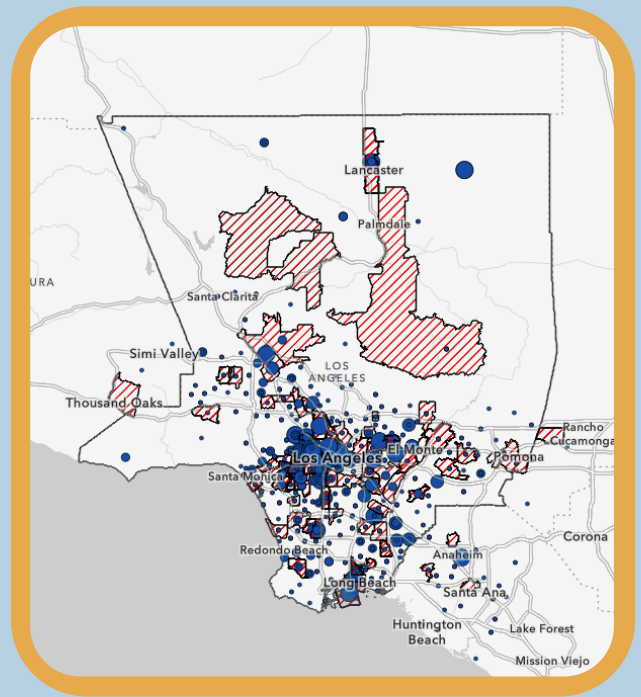 Lancaster
Palmdale
URA
Santa Clarita
Simi Valley
LOS
ANGELES
Thousand Oaks
Rancho
Cucamonga
El Monte
Los Angeles
Pomona
Santa Monica
Corona
Redondo Beach
Anaheim
Long Beach
Santa Ana
Huntington
Beach
Lake Forest
Mission Viejo